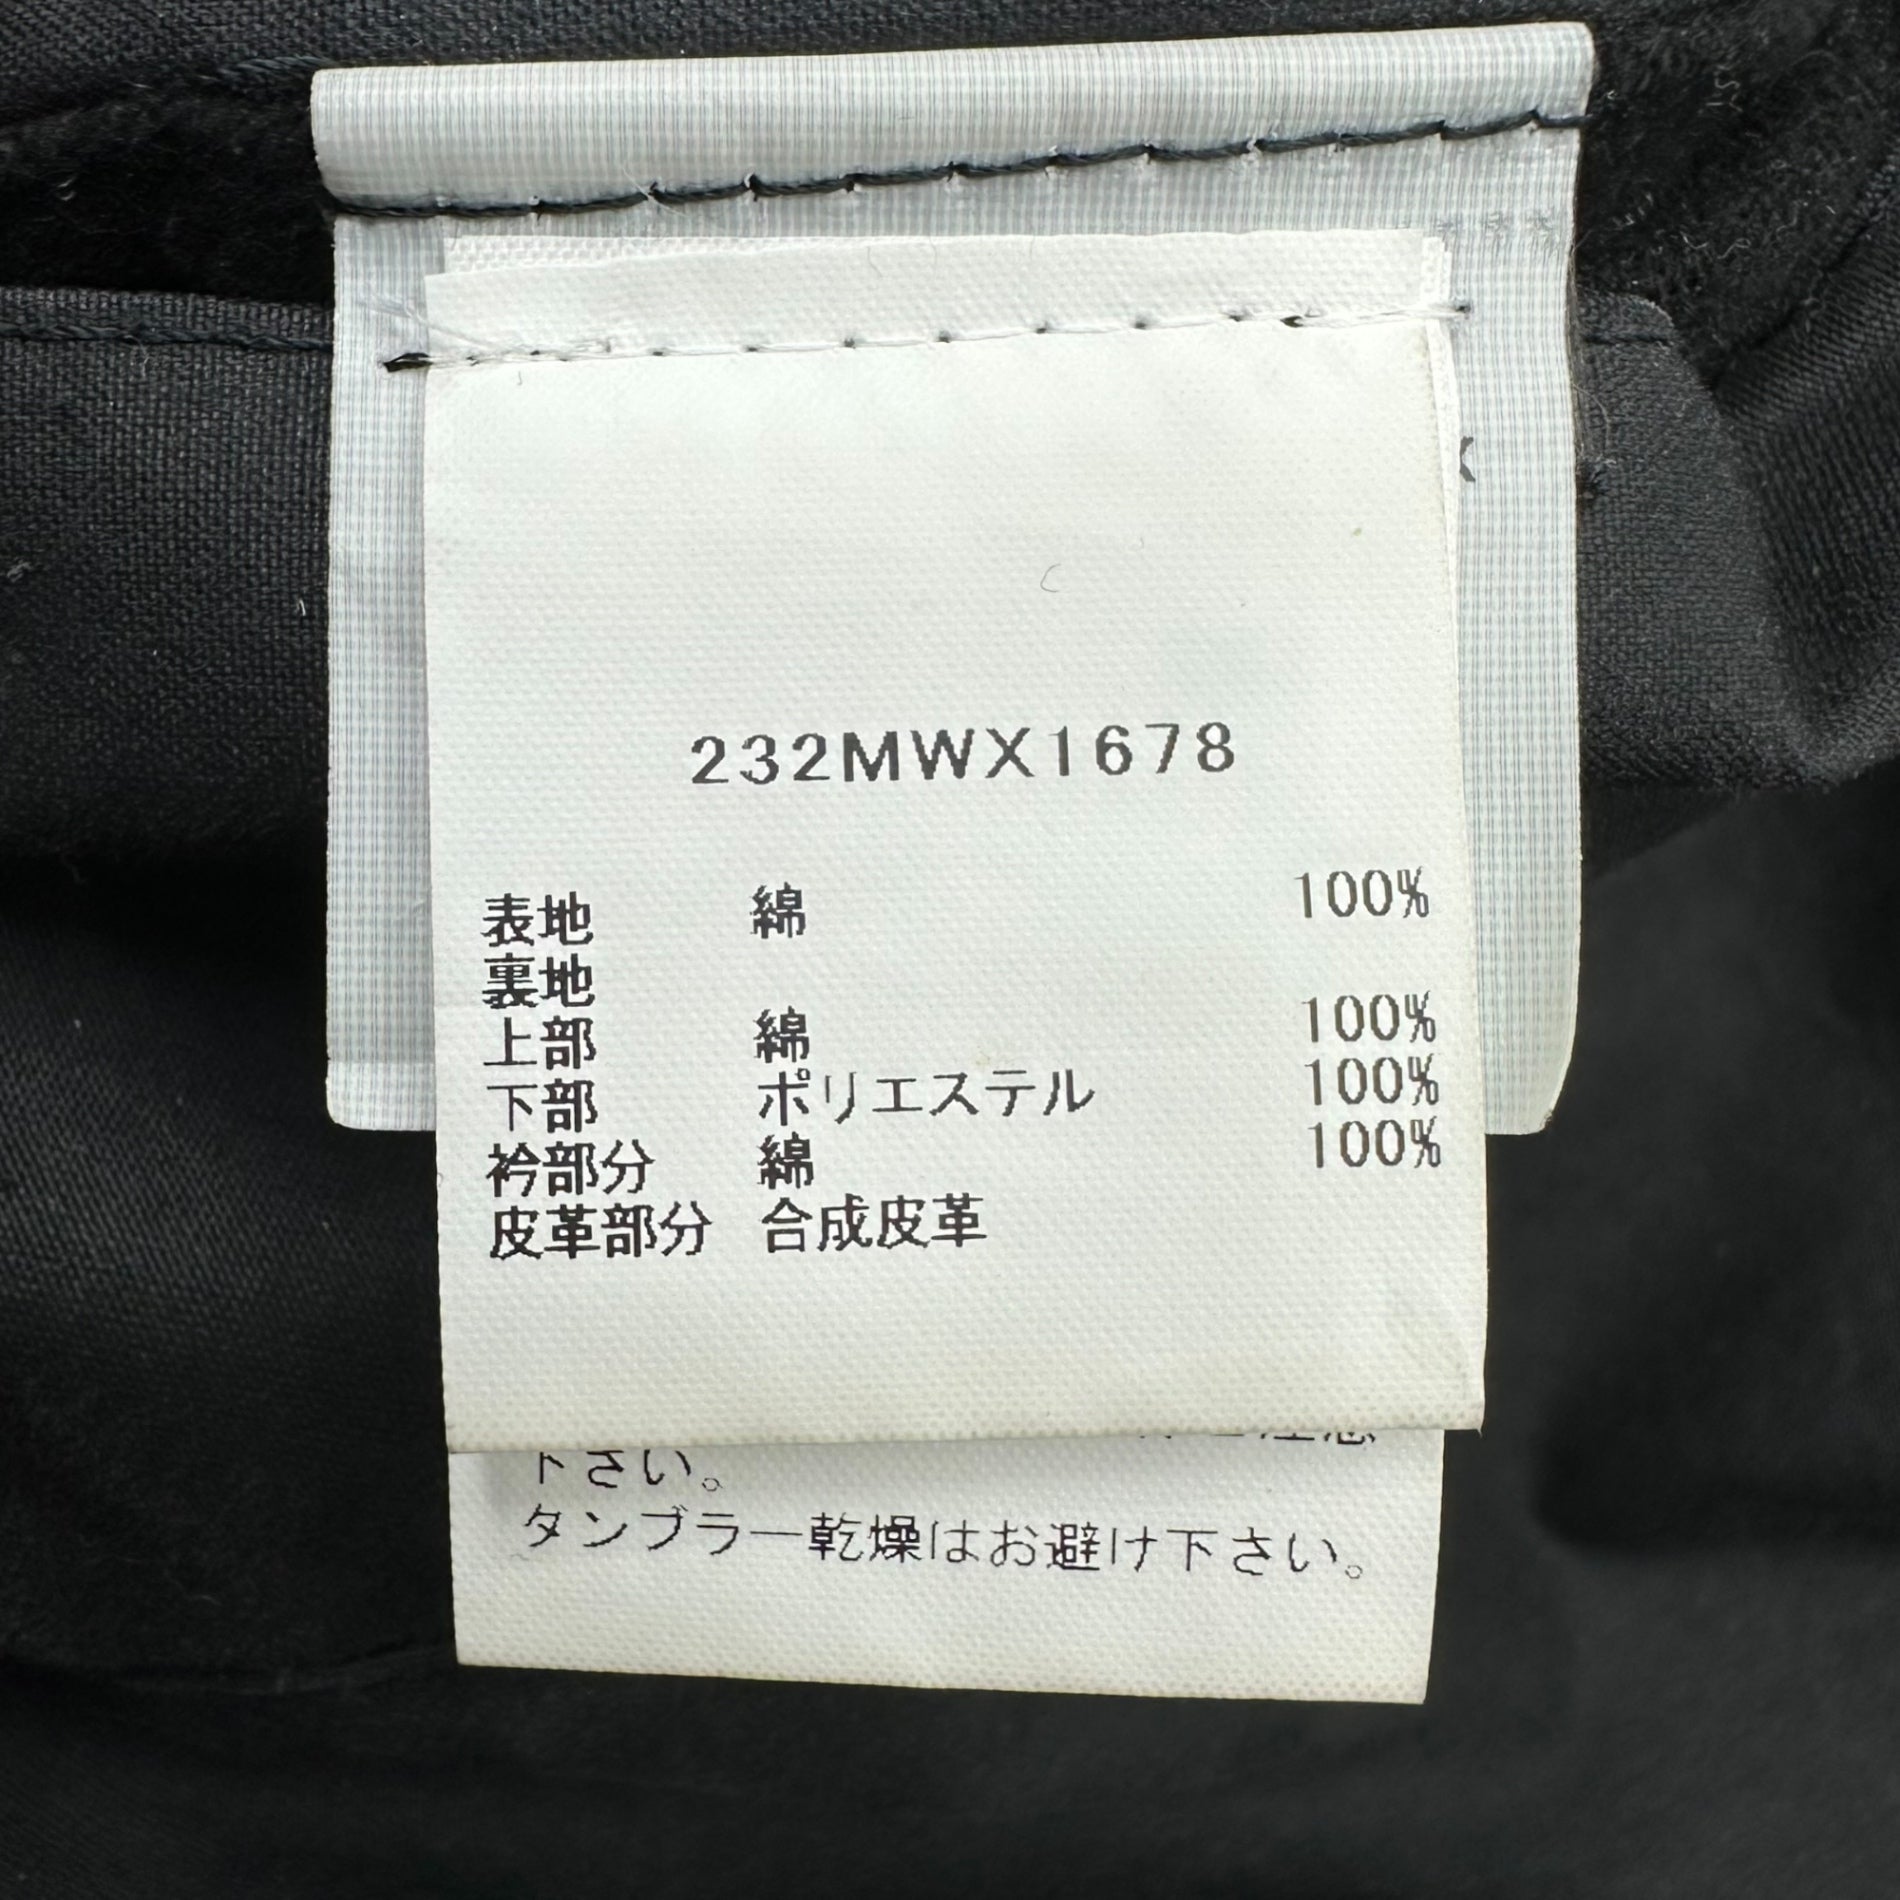 232MWX1678
表地 綿 100%
裏地
上部 綿 100%
下部 ポリエステル 100%
衿部分 綿 100%
皮革部分 合成皮革
下さい。
タンブラー乾燥はお避け下さい。